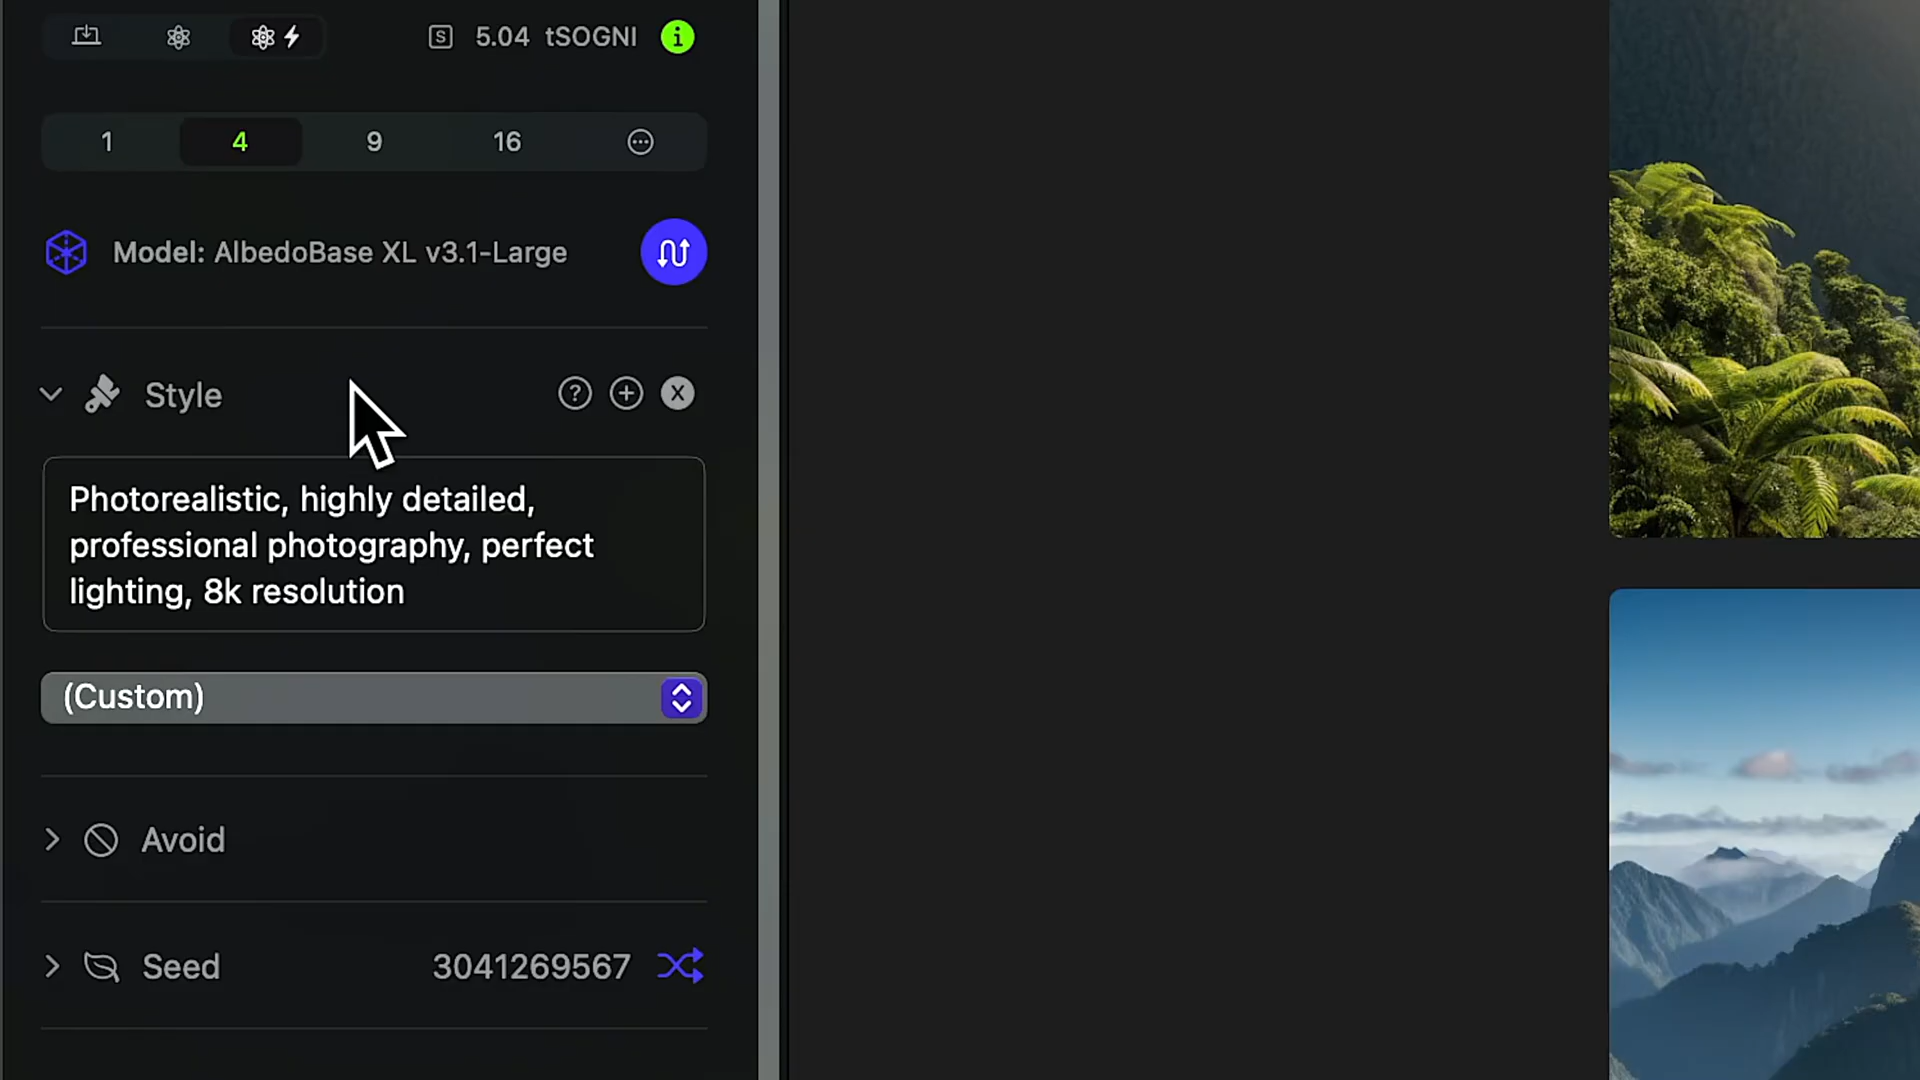 S 5.04 tSOGNI i
1 4 9 16
Model: AlbedoBase XL v3.1-Large
Style ? + X
Photorealistic, highly detailed,
professional photography, perfect
lighting, 8k resolution
(Custom)
Avoid
Seed 3041269567